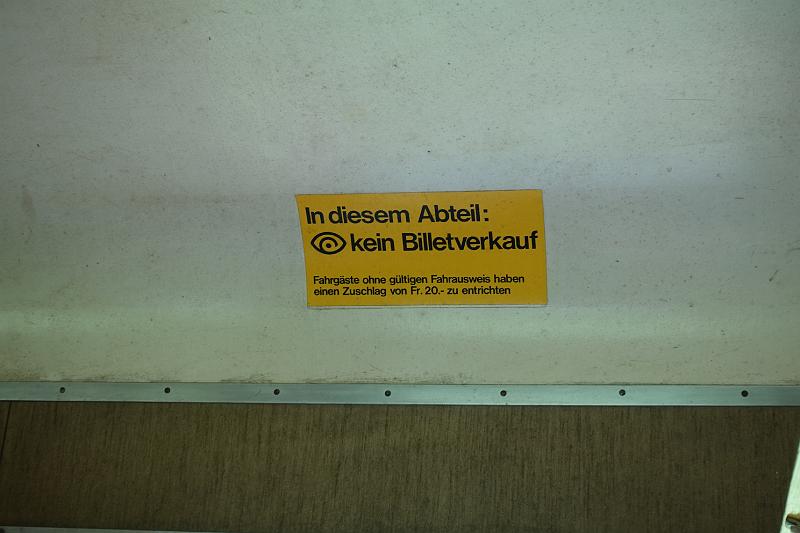 In diesem Abteil:
kein Billetverkauf
Fahrgäste ohne gültigen Fahrausweis haben
einen Zuschlag von Fr. 20.- zu entrichten